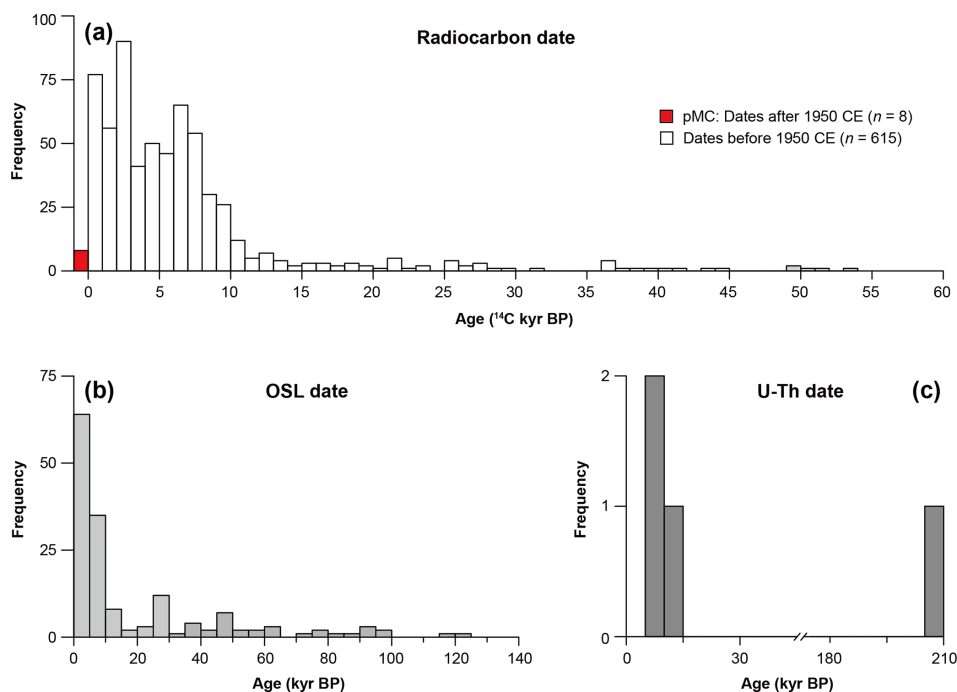 (a)
Radiocarbon date
pMC: Dates after 1950 CE (n = 8)
Dates before 1950 CE (n = 615)
Frequency
100
75
50
25
0
0 5 10 15 20 25 30 35 40 45 50 55 60
Age (¹⁴C kyr BP)
(b)
OSL date
Frequency
75
50
25
0
0 20 40 60 80 100 120 140
Age (kyr BP)
U-Th date
(c)
Frequency
2
1
0
0 30 180 210
Age (kyr BP)